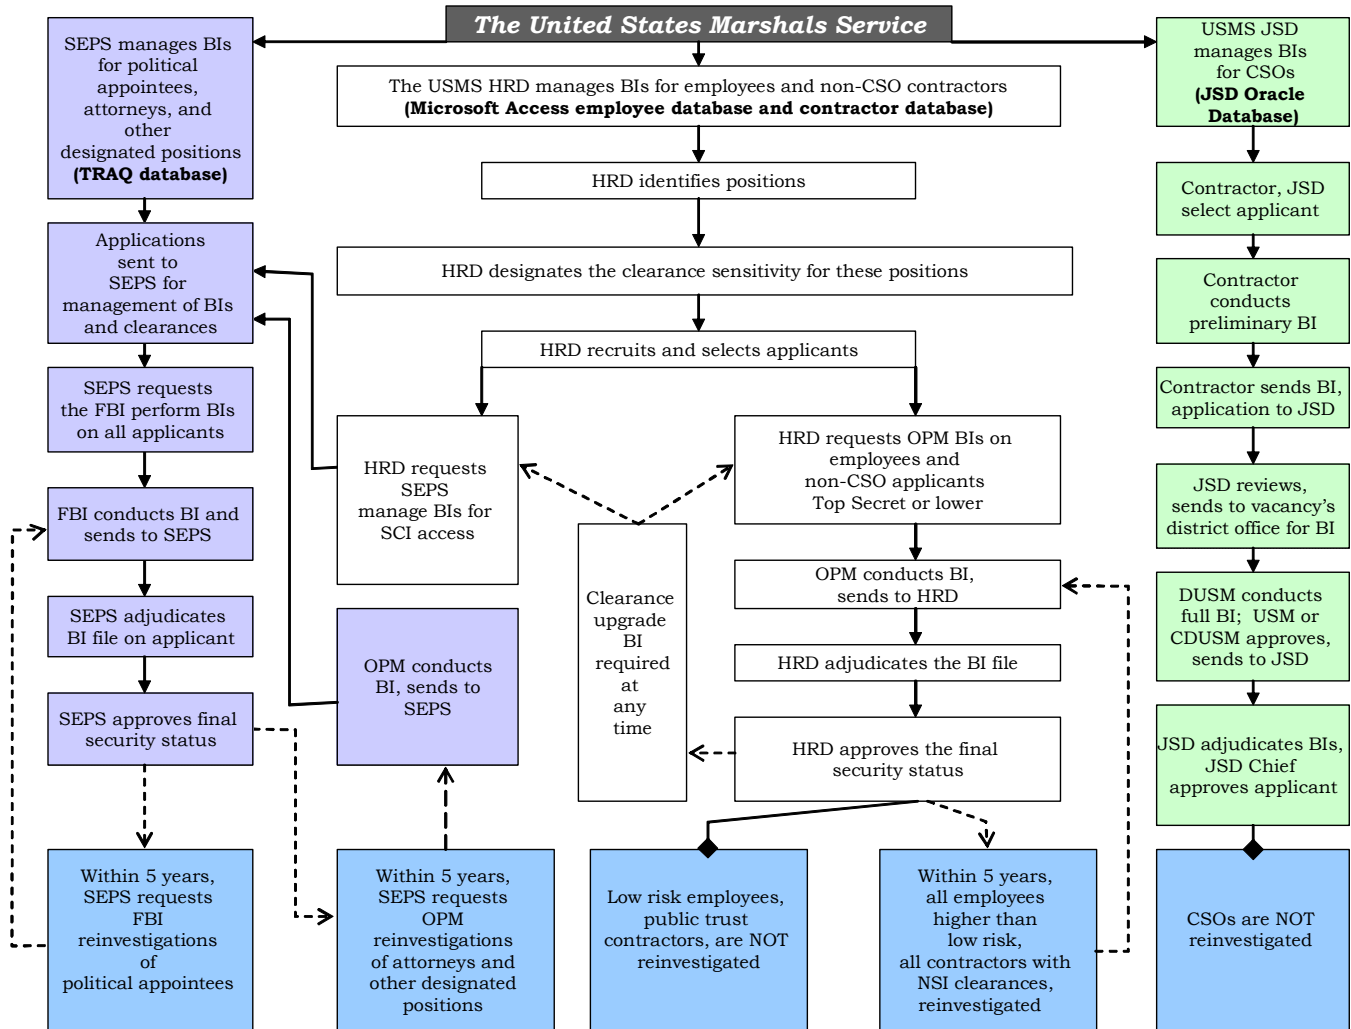 The United States Marshals Service
SEPS manages BIs
for political
appointees,
attorneys, and
other
designated positions
(TRAQ database)
Applications
sent to
SEPS for
management of BIs
and clearances
SEPS requests
the FBI perform BIs
on all applicants
FBI conducts BI and
sends to SEPS
SEPS adjudicates
BI file on applicant
SEPS approves final
security status
Within 5 years,
SEPS requests
FBI
reinvestigations
of
political appointees
The USMS HRD manages BIs for employees and non-CSO contractors
(Microsoft Access employee database and contractor database)
HRD identifies positions
HRD designates the clearance sensitivity for these positions
HRD recruits and selects applicants
HRD requests
SEPS
manage BIs for
SCI access
OPM conducts
BI, sends to
SEPS
Within 5 years,
SEPS requests
OPM
reinvestigations
of attorneys and
other designated
positions
Clearance
upgrade
BI
required
at
any
time
HRD requests OPM BIs on
employees and
non-CSO applicants
Top Secret or lower
OPM conducts BI,
sends to HRD
HRD adjudicates the BI file
HRD approves the final
security status
Low risk employees,
public trust
contractors, are NOT
reinvestigated
Within 5 years,
all employees
higher than
low risk,
all contractors with
NSI clearances,
reinvestigated
USMS JSD
manages BIs
for CSOs
(JSD Oracle
Database)
Contractor, JSD
select applicant
Contractor
conducts
preliminary BI
Contractor sends BI,
application to JSD
JSD reviews,
sends to vacancy's
district office for BI
DUSM conducts
full BI; USM or
CDUSM approves,
sends to JSD
JSD adjudicates BIs,
JSD Chief
approves applicant
CSOs are NOT
reinvestigated